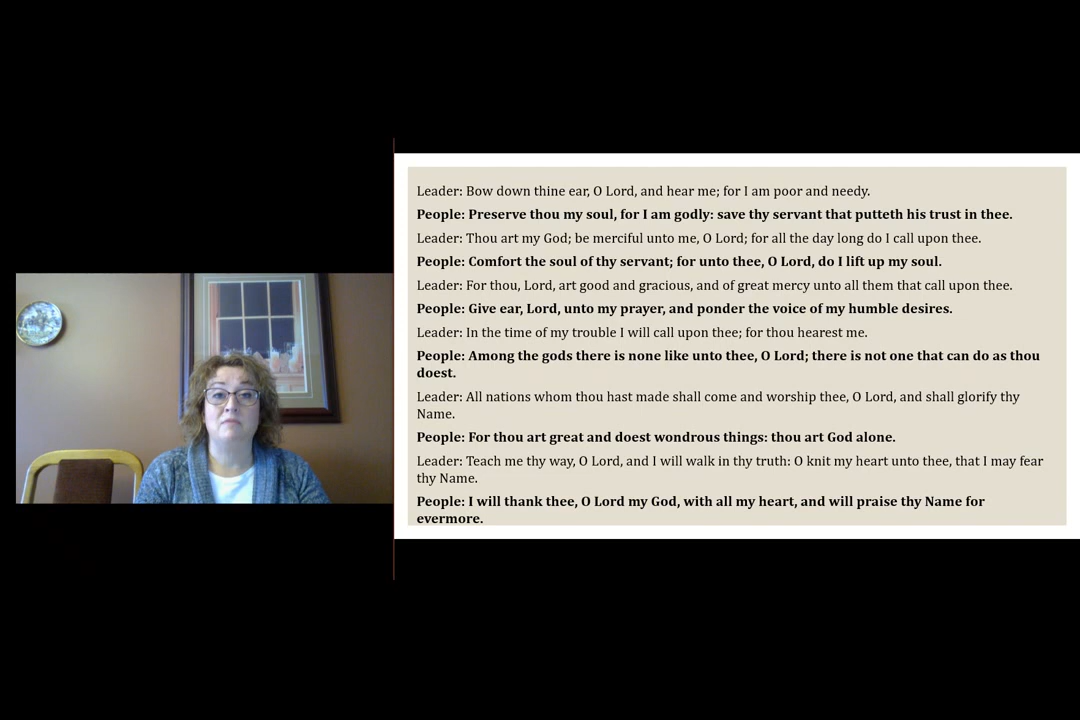 Leader: Bow down thine ear, O Lord, and hear me; for I am poor and needy.
People: Preserve thou my soul, for I am godly: save thy servant that putteth his trust in thee.
Leader: Thou art my God; be merciful unto me, O Lord; for all the day long do I call upon thee.
People: Comfort the soul of thy servant; for unto thee, O Lord, do I lift up my soul.
Leader: For thou, Lord, art good and gracious, and of great mercy unto all them that call upon thee.
People: Give ear, Lord, unto my prayer, and ponder the voice of my humble desires.
Leader: In the time of my trouble I will call upon thee; for thou hearest me.
People: Among the gods there is none like unto thee, O Lord; there is not one that can do as thou
doest.
Leader: All nations whom thou hast made shall come and worship thee, O Lord, and shall glorify thy
Name.
People: For thou art great and doest wondrous things: thou art God alone.
Leader: Teach me thy way, O Lord, and I will walk in thy truth: O knit my heart unto thee, that I may fear
thy Name.
People: I will thank thee, O Lord my God, with all my heart, and will praise thy Name for
evermore.